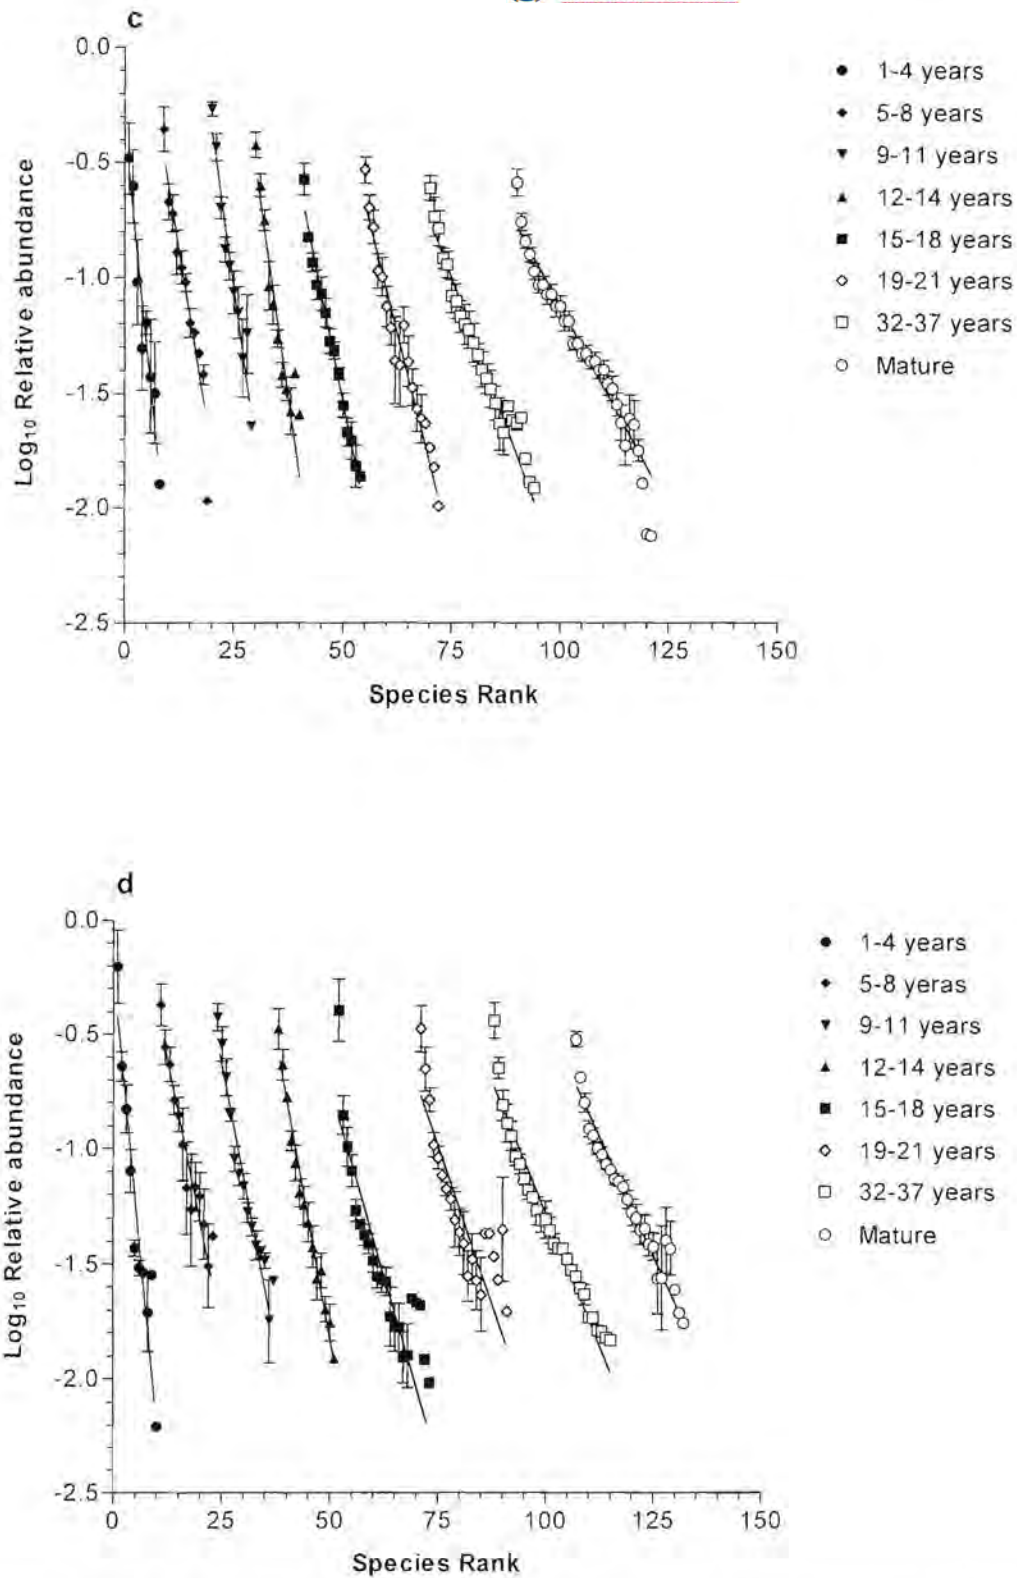 c
0.0
-0.5
-1.0
-1.5
-2.0
-2.5
0 25 50 75 100 125 150
Log10 Relative abundance
Species Rank
1-4 years
5-8 years
9-11 years
12-14 years
15-18 years
19-21 years
32-37 years
Mature
d
0.0
-0.5
-1.0
-1.5
-2.0
-2.5
0 25 50 75 100 125 150
Log10 Relative abundance
Species Rank
1-4 years
5-8 yeras
9-11 years
12-14 years
15-18 years
19-21 years
32-37 years
Mature